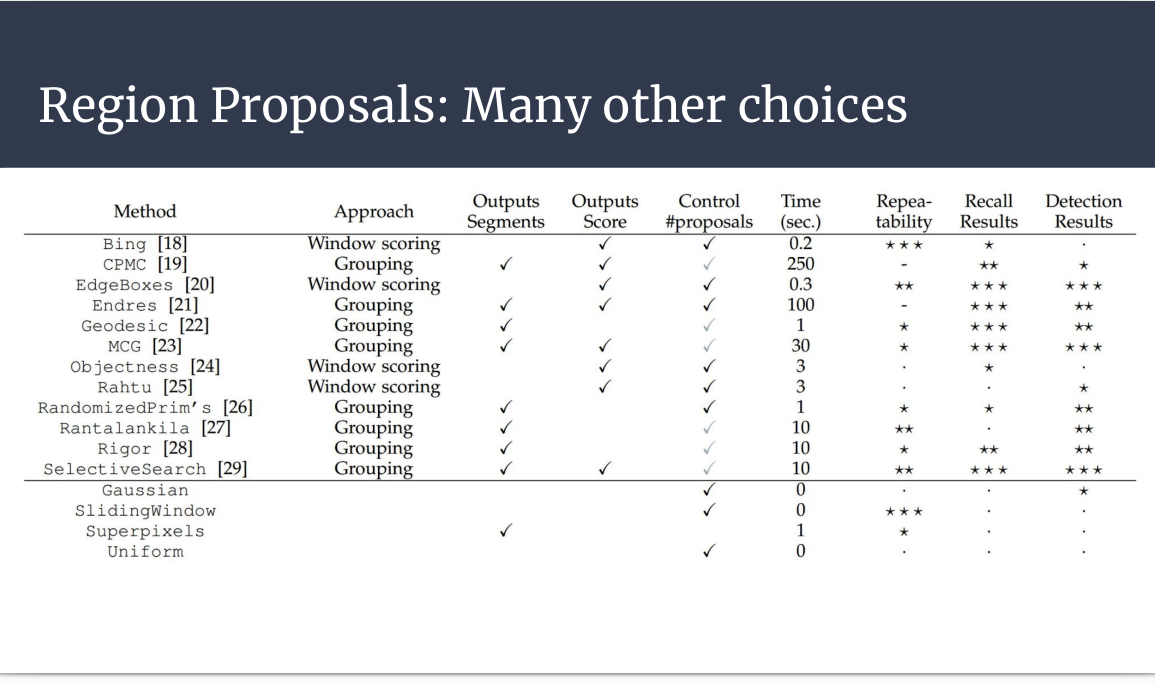 Region Proposals: Many other choices
Method Approach Outputs Segments Outputs Score Control #proposals Time (sec.) Repea-tability Recall Results Detection Results
Bing [18] Window scoring ✓ ✓ 0.2 ⋆⋆⋆ ⋆ ·
CPMC [19] Grouping ✓ ✓ ✓ 250 - ⋆⋆ ⋆
EdgeBoxes [20] Window scoring ✓ ✓ 0.3 ⋆⋆ ⋆⋆⋆ ⋆⋆⋆
Endres [21] Grouping ✓ ✓ ✓ 100 - ⋆⋆⋆ ⋆⋆
Geodesic [22] Grouping ✓ ✓ 1 ⋆ ⋆⋆⋆ ⋆⋆
MCG [23] Grouping ✓ ✓ ✓ 30 ⋆ ⋆⋆⋆ ⋆⋆⋆
Objectness [24] Window scoring ✓ ✓ 3 · ⋆ ·
Rahtu [25] Window scoring ✓ ✓ 3 · · ⋆
RandomizedPrim's [26] Grouping ✓ ✓ 1 ⋆ ⋆ ⋆⋆
Rantalankila [27] Grouping ✓ ✓ 10 ⋆⋆ · ⋆⋆
Rigor [28] Grouping ✓ ✓ 10 ⋆ ⋆⋆ ⋆⋆
SelectiveSearch [29] Grouping ✓ ✓ ✓ 10 ⋆⋆ ⋆⋆⋆ ⋆⋆⋆
Gaussian ✓ 0 · · ⋆
SlidingWindow ✓ 0 ⋆⋆⋆ · ·
Superpixels ✓ 1 ⋆ · ·
Uniform ✓ 0 · · ·